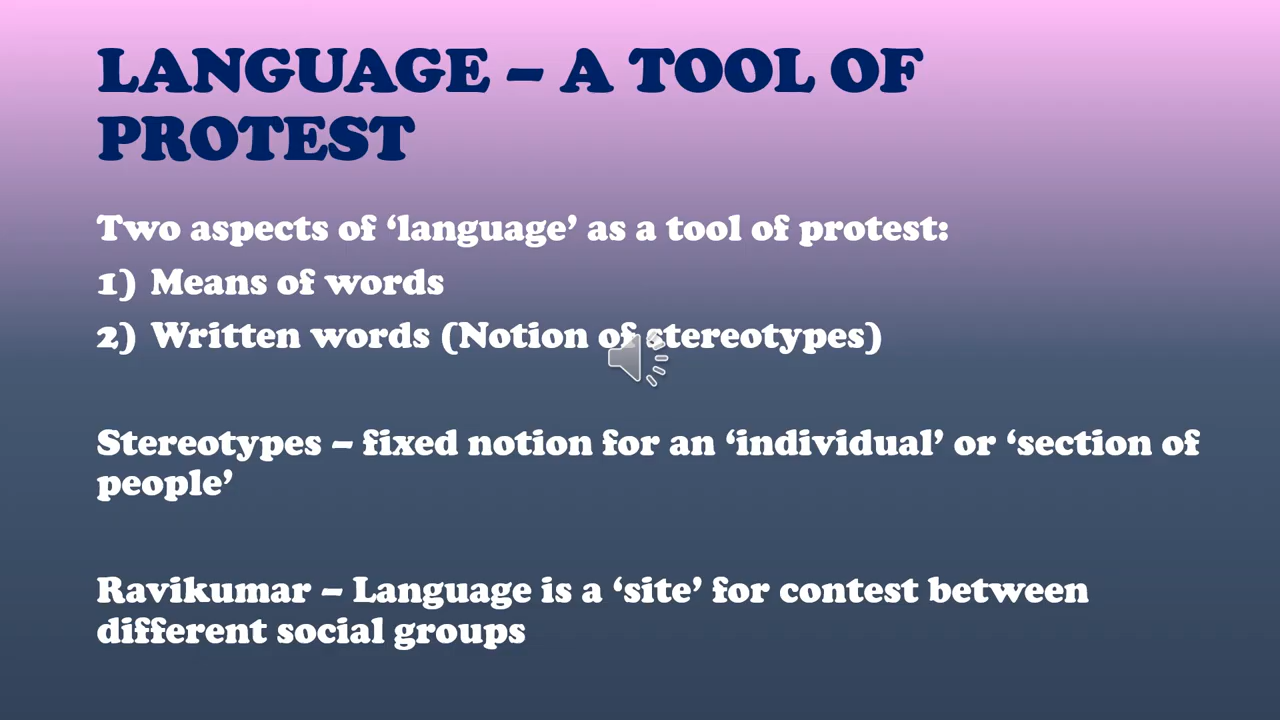 LANGUAGE – A TOOL OF
PROTEST
Two aspects of ‘language’ as a tool of protest:
1) Means of words
2) Written words (Notion of stereotypes)
Stereotypes – fixed notion for an ‘individual’ or ‘section of
people’
Ravikumar – Language is a ‘site’ for contest between
different social groups